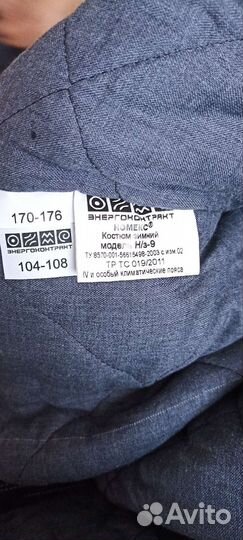 170-176
ЭНЕРГОКОНТРАКТ
104-108
ЭНЕРГОКОНТРАКТ
НОМЕКС®
Костюм зимний
модель Н/з-9
ТУ 8570-001-56615498-2003 с изм.02
ТР ТС 019/2011
IV и особый климатические пояса
Avito